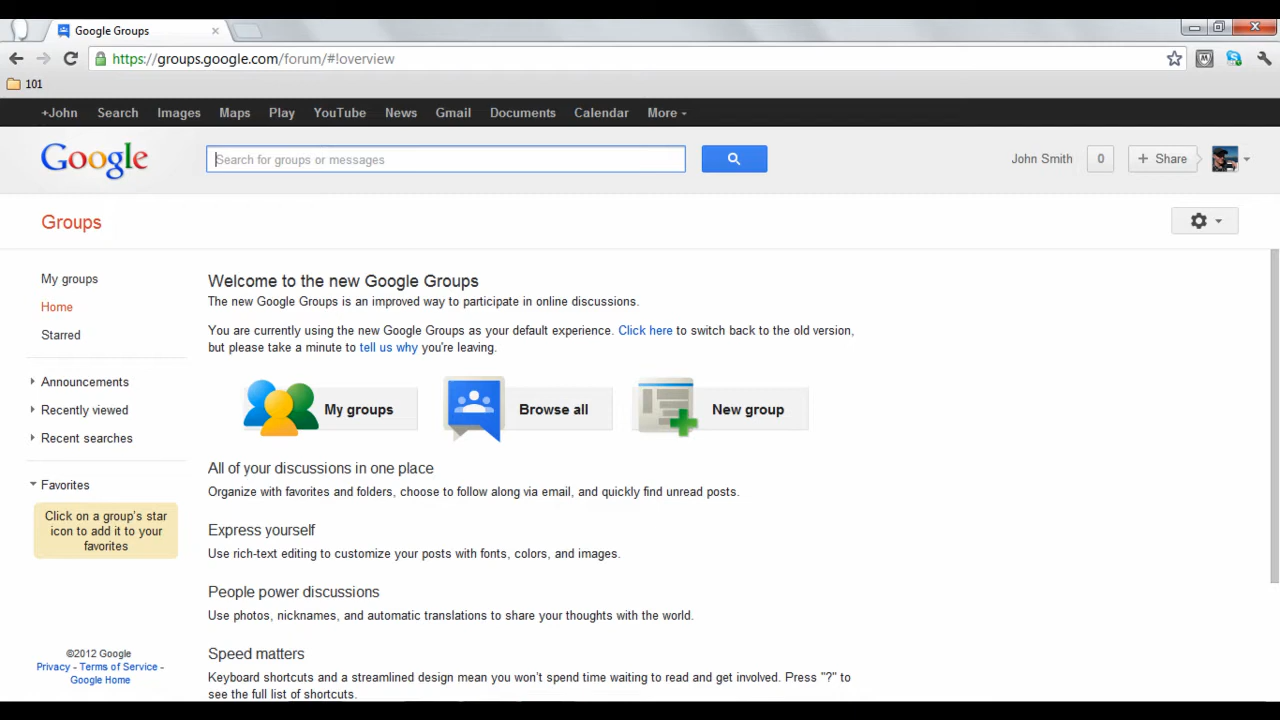 Google Groups
https://groups.google.com/forum/#!overview
101
+John Search Images Maps Play YouTube News Gmail Documents Calendar More
Google Search for groups or messages John Smith 0 + Share
Groups
My groups
Home
Starred
Announcements
Recently viewed
Recent searches
Favorites
Click on a group's star
icon to add it to your
favorites
©2012 Google
Privacy - Terms of Service -
Google Home
Welcome to the new Google Groups
The new Google Groups is an improved way to participate in online discussions.
You are currently using the new Google Groups as your default experience. Click here to switch back to the old version,
but please take a minute to tell us why you're leaving.
My groups Browse all New group
All of your discussions in one place
Organize with favorites and folders, choose to follow along via email, and quickly find unread posts.
Express yourself
Use rich-text editing to customize your posts with fonts, colors, and images.
People power discussions
Use photos, nicknames, and automatic translations to share your thoughts with the world.
Speed matters
Keyboard shortcuts and a streamlined design mean you won't spend time waiting to read and get involved. Press "?" to
see the full list of shortcuts.